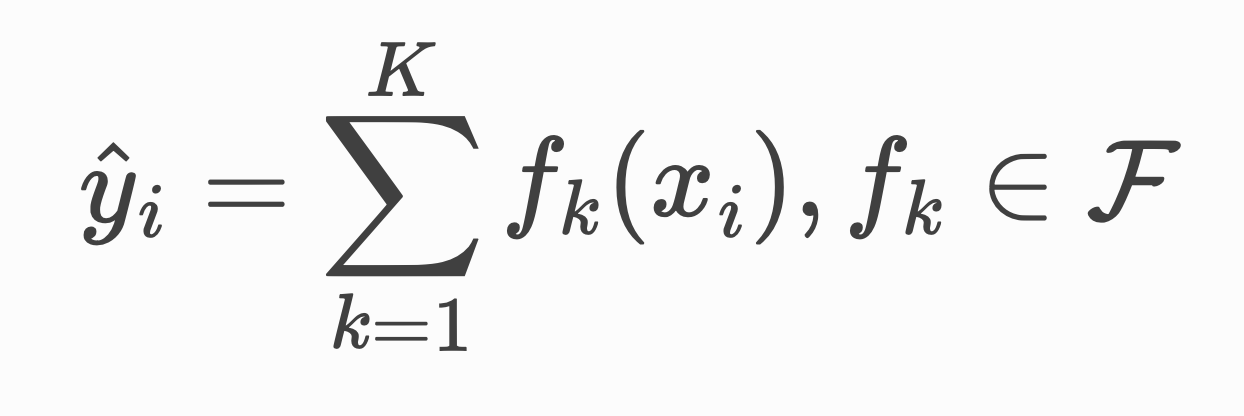 $$\hat{y}_i = \sum_{k=1}^{K} f_k(x_i), f_k \in \mathcal{F}$$